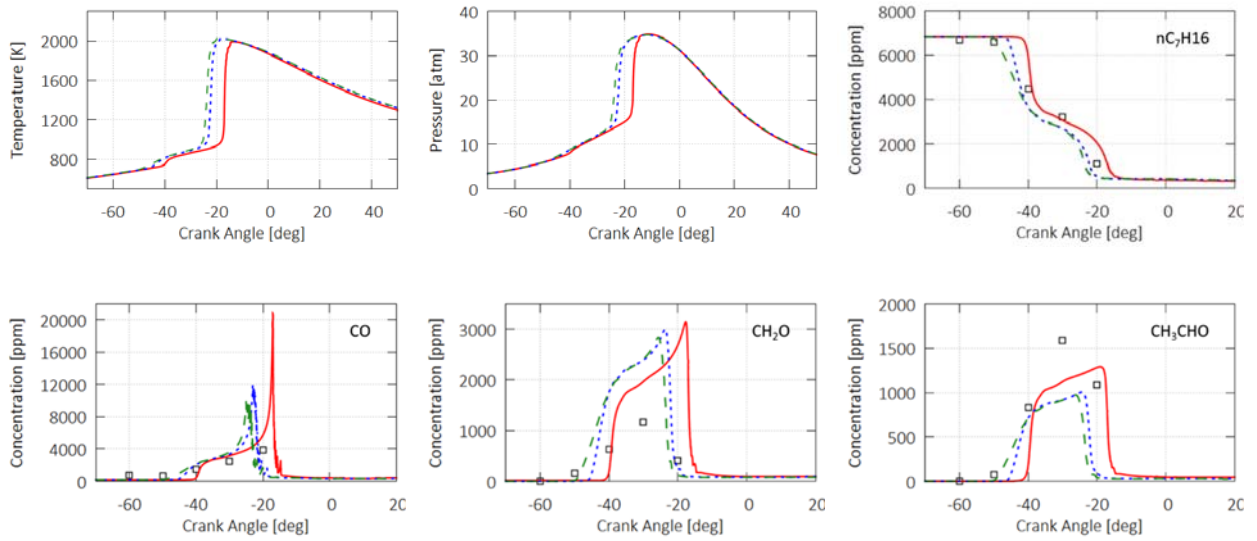 Temperature [K]
2000
1600
1200
800
-60 -40 -20 0 20 40
Crank Angle [deg]
Pressure [atm]
40
30
20
10
0
-60 -40 -20 0 20 40
Crank Angle [deg]
Concentration [ppm]
8000
6000
4000
2000
0
nC7H16
-60 -40 -20 0 20
Crank Angle [deg]
Concentration [ppm]
20000
16000
12000
8000
4000
0
CO
-60 -40 -20 0 20
Crank Angle [deg]
Concentration [ppm]
3000
2000
1000
0
CH2O
-60 -40 -20 0 20
Crank Angle [deg]
Concentration [ppm]
2000
1500
1000
500
0
CH3CHO
-60 -40 -20 0 20
Crank Angle [deg]